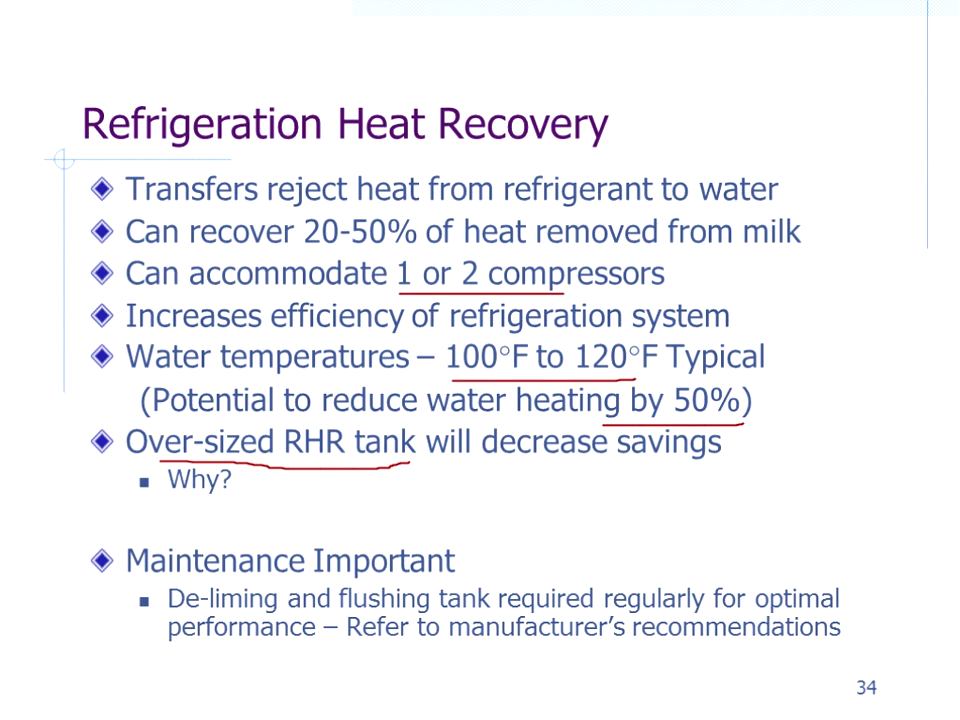 Refrigeration Heat Recovery
Transfers reject heat from refrigerant to water
Can recover 20-50% of heat removed from milk
Can accommodate 1 or 2 compressors
Increases efficiency of refrigeration system
Water temperatures – 100°F to 120°F Typical
(Potential to reduce water heating by 50%)
Over-sized RHR tank will decrease savings
Why?
Maintenance Important
De-liming and flushing tank required regularly for optimal
performance – Refer to manufacturer’s recommendations
34